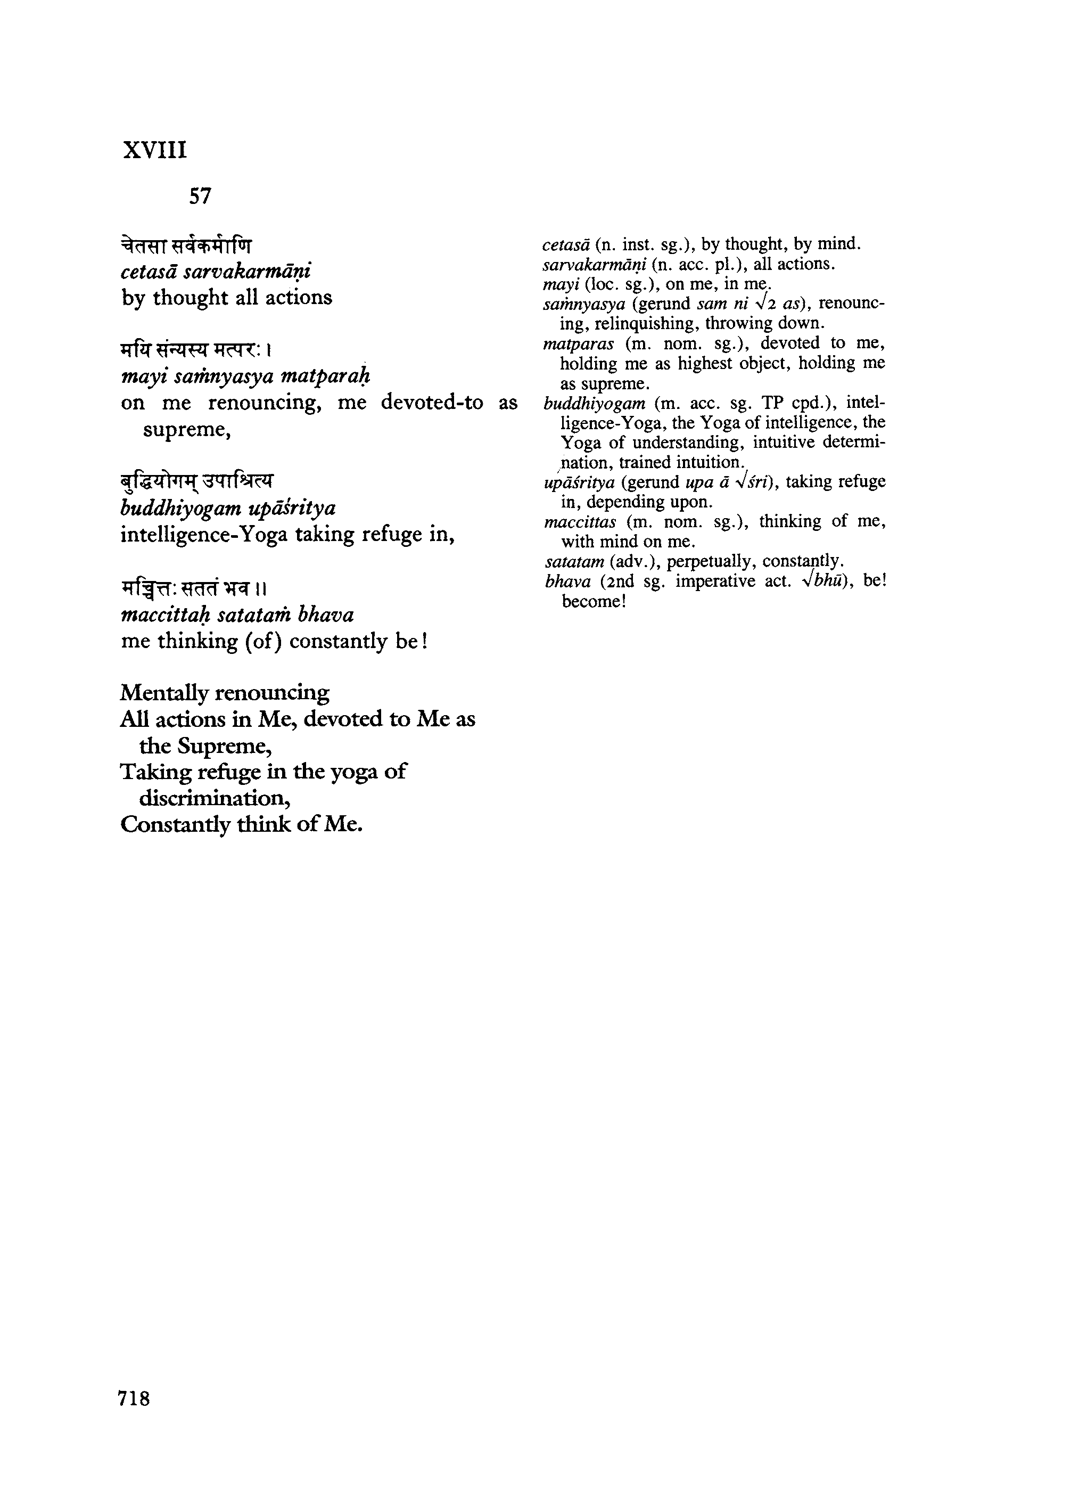 XVIII
57
चेतसा सर्वकर्माणि
cetasā sarvakarmāṇi
by thought all actions
मयि संन्यस्य मत्परः ।
mayi saṁnyasya matparaḥ
on me renouncing, me devoted-to as
supreme,
बुद्धियोगम् उपाश्रित्य
buddhiyogam upāśritya
intelligence-Yoga taking refuge in,
मच्चित्तः सततं भव ॥
maccittaḥ satataṁ bhava
me thinking (of) constantly be!
Mentally renouncing
All actions in Me, devoted to Me as
the Supreme,
Taking refuge in the yoga of
discrimination,
Constantly think of Me.
cetasā (n. inst. sg.), by thought, by mind.
sarvakarmāṇi (n. acc. pl.), all actions.
mayi (loc. sg.), on me, in me.
saṁnyasya (gerund sam ni √2 as), renounc-
ing, relinquishing, throwing down.
matparas (m. nom. sg.), devoted to me,
holding me as highest object, holding me
as supreme.
buddhiyogam (m. acc. sg. TP cpd.), intel-
ligence-Yoga, the Yoga of intelligence, the
Yoga of understanding, intuitive determi-
nation, trained intuition.
upāśritya (gerund upa ā √śri), taking refuge
in, depending upon.
maccittas (m. nom. sg.), thinking of me,
with mind on me.
satatam (adv.), perpetually, constantly.
bhava (2nd sg. imperative act. √bhū), be!
become!
718